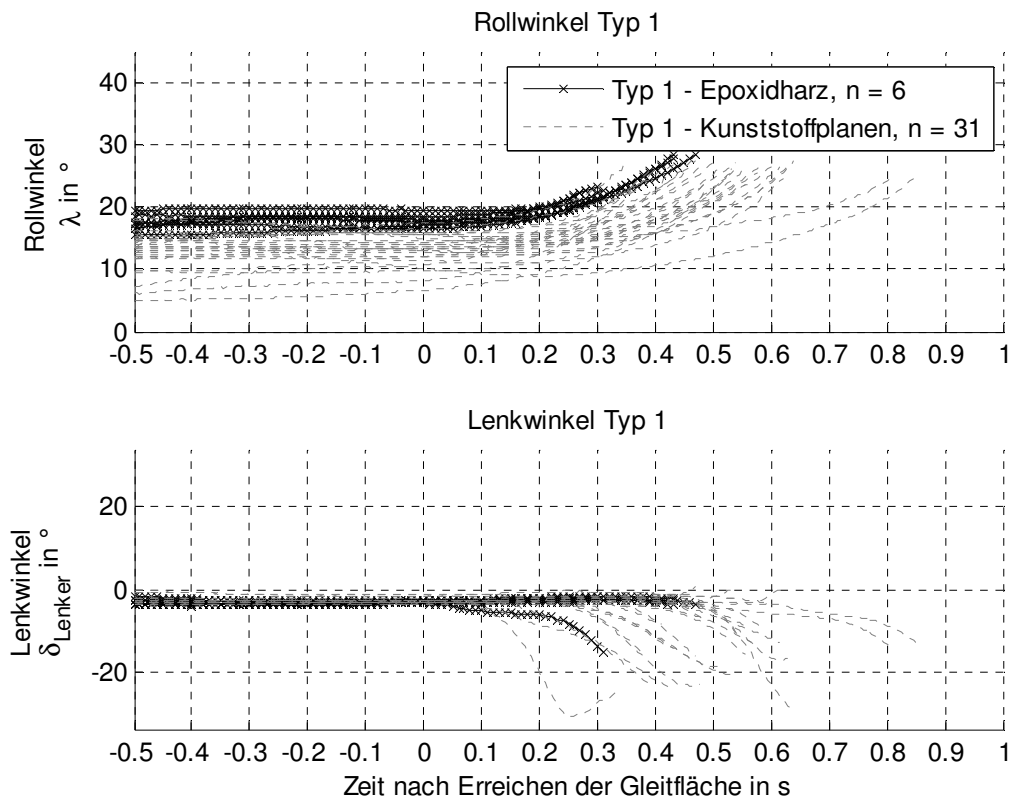 Rollwinkel Typ 1
Rollwinkel
λ in °
40
30
20
10
0
Typ 1 - Epoxidharz, n = 6
Typ 1 - Kunststoffplanen, n = 31
-0.5 -0.4 -0.3 -0.2 -0.1 0 0.1 0.2 0.3 0.4 0.5 0.6 0.7 0.8 0.9 1
Lenkwinkel Typ 1
Lenkwinkel
δLenker in °
20
0
-20
-0.5 -0.4 -0.3 -0.2 -0.1 0 0.1 0.2 0.3 0.4 0.5 0.6 0.7 0.8 0.9 1
Zeit nach Erreichen der Gleitfläche in s